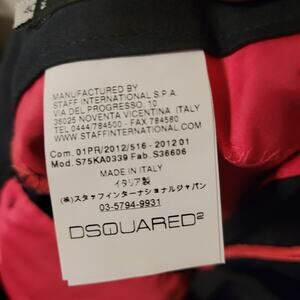 MANUFACTURED BY
STAFF INTERNATIONAL S.P.A.
VIA DEL PROGRESSO, 10
36025 NOVENTA VICENTINA, ITALY
TEL 0444/784500 - FAX 784560
WWW.STAFFINTERNATIONAL.COM
Com. 01PR/2012/516 - 2012 01
Mod. S75KA0339 Fab. S36606
MADE IN ITALY
イタリア製
(株)スタッフインターナショナルジャパン
03-5794-9931
DSQUARED²